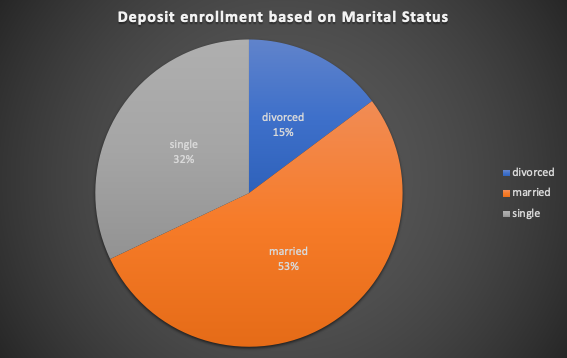 Deposit enrollment based on Marital Status
divorced
15%
single
32%
married
53%
divorced
married
single